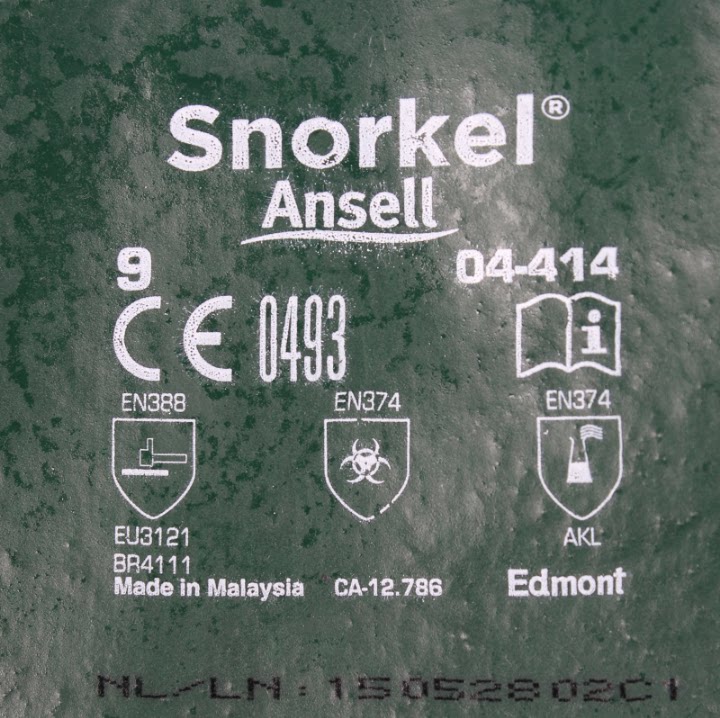 Snorkel®
Ansell
9 04-414
CE 0493 i
EN388 EN374 EN374
EU3121 AKL
BR4111
Made in Malaysia CA-12.786 Edmont
NL/LN:15052802C1